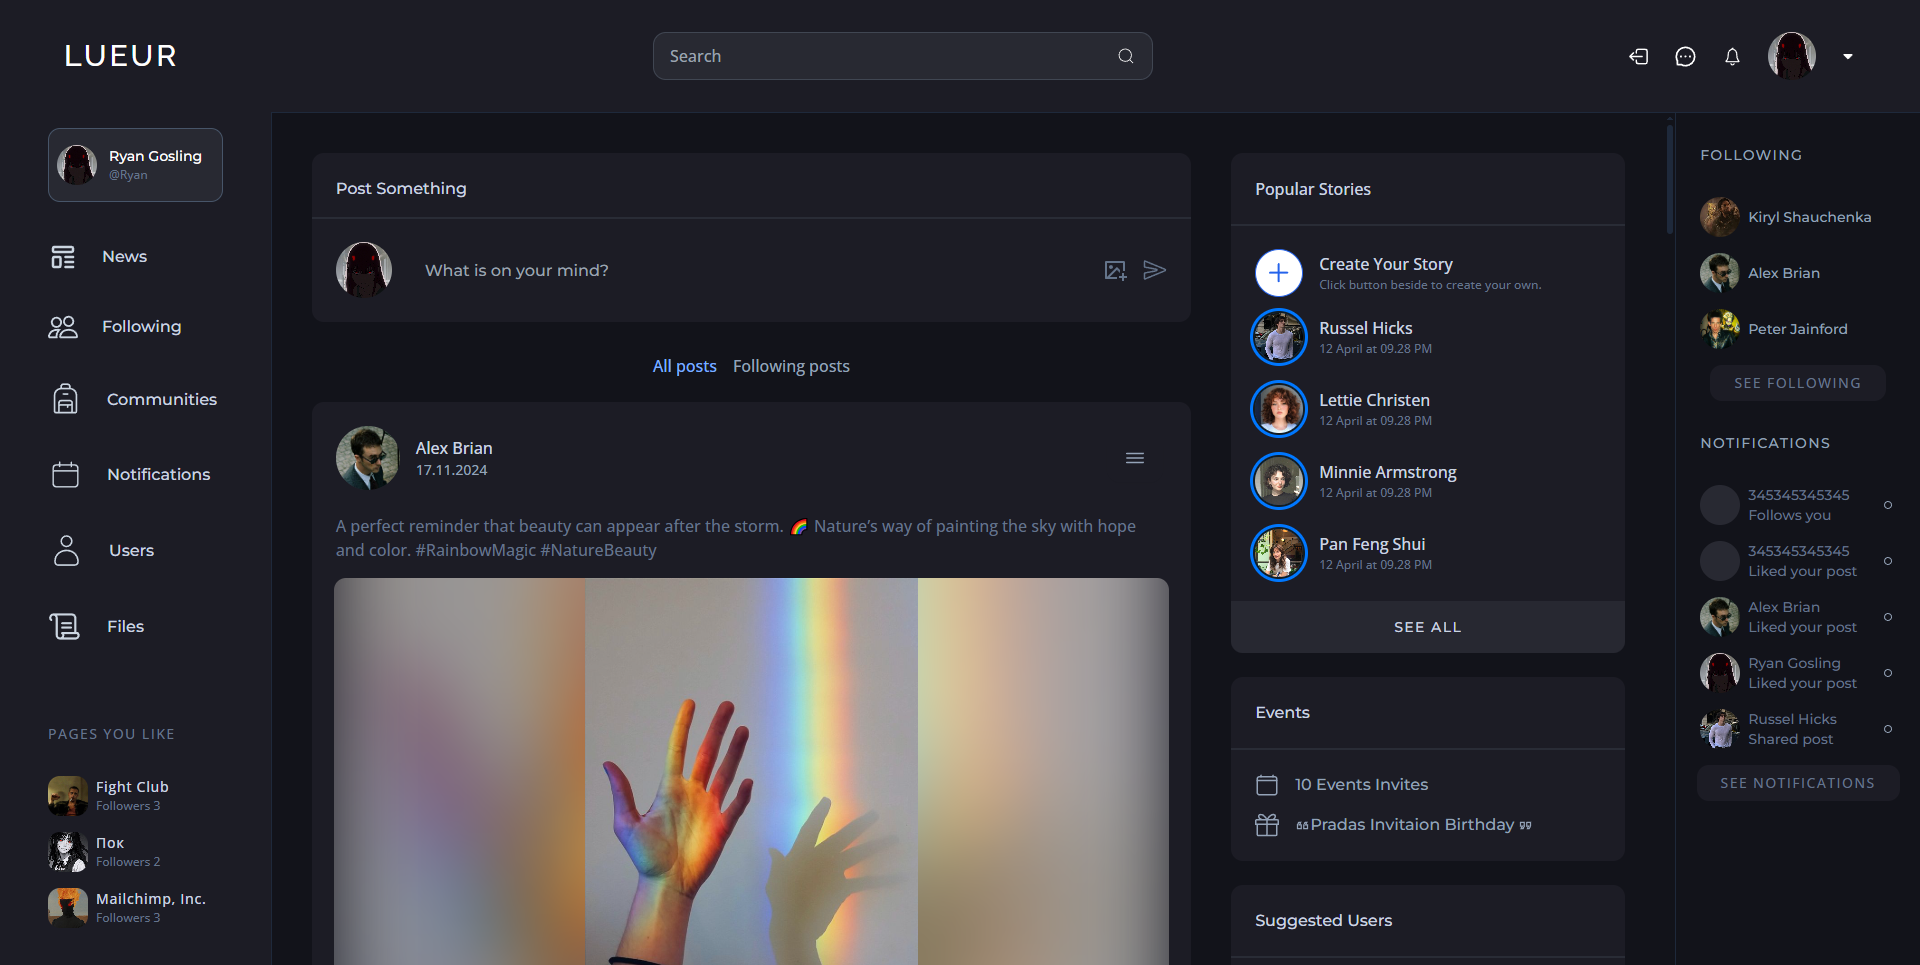 LUEUR
Search
Ryan Gosling
@Ryan
News
Following
Communities
Notifications
Users
Files
PAGES YOU LIKE
Fight Club
Followers 3
Пок
Followers 2
Mailchimp, Inc.
Followers 3
Post Something
What is on your mind?
All posts Following posts
Alex Brian
17.11.2024
A perfect reminder that beauty can appear after the storm. 🌈 Nature's way of painting the sky with hope
and color. #RainbowMagic #NatureBeauty
Popular Stories
Create Your Story
Click button beside to create your own.
Russel Hicks
12 April at 09.28 PM
Lettie Christen
12 April at 09.28 PM
Minnie Armstrong
12 April at 09.28 PM
Pan Feng Shui
12 April at 09.28 PM
SEE ALL
Events
10 Events Invites
❝Pradas Invitaion Birthday ❞
Suggested Users
FOLLOWING
Kiryl Shauchenka
Alex Brian
Peter Jainford
SEE FOLLOWING
NOTIFICATIONS
345345345345
Follows you
345345345345
Liked your post
Alex Brian
Liked your post
Ryan Gosling
Liked your post
Russel Hicks
Shared post
SEE NOTIFICATIONS